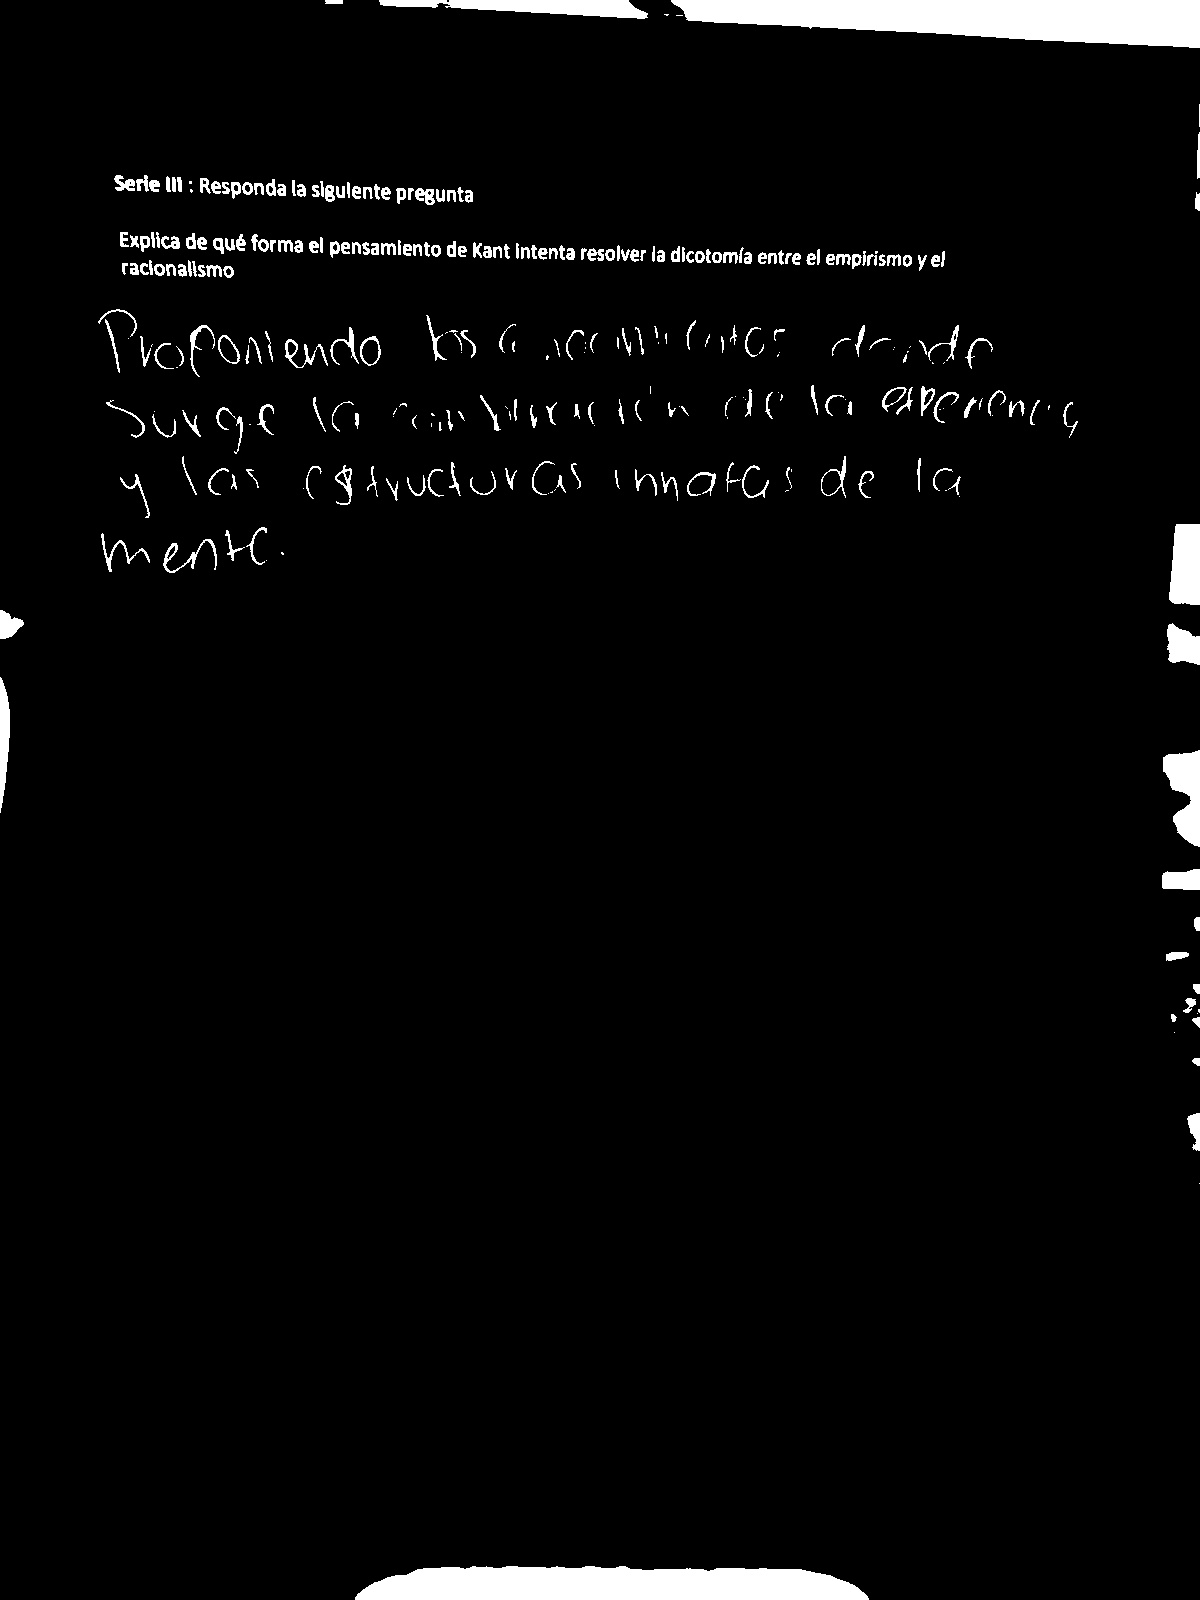 Serie III : Responda la siguiente pregunta
Explica de qué forma el pensamiento de Kant intenta resolver la dicotomía entre el empirismo y el
racionalismo
Proponiendo los conocimientos donde
surge la combinación de la experiencia
y las estructuras innatas de la
mente.